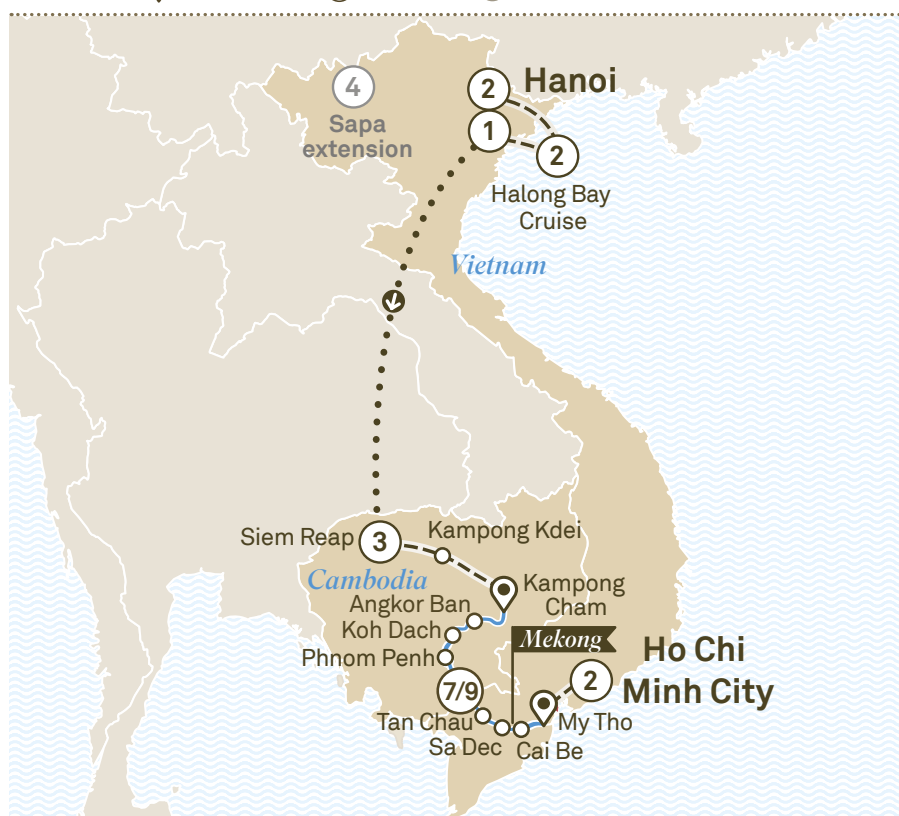 4
Sapa
extension
2
Hanoi
1
2
Halong Bay
Cruise
Vietnam
Siem Reap
3
Kampong Kdei
Cambodia
Kampong
Cham
Angkor Ban
Koh Dach
Phnom Penh
Mekong
Ho Chi
Minh City
7/9
2
Tan Chau
My Tho
Sa Dec
Cai Be